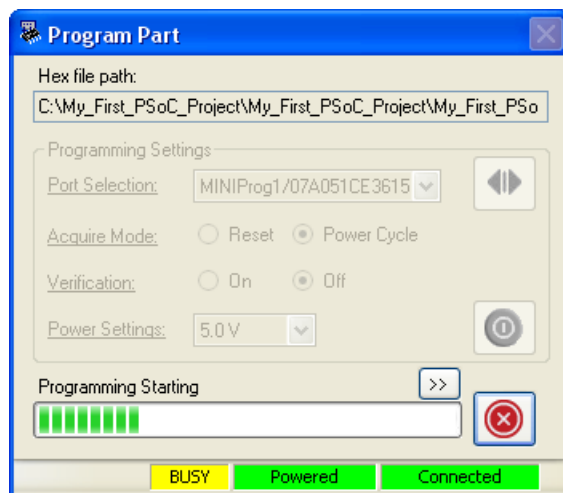 Program Part
Hex file path:
C:\My_First_PSoC_Project\My_First_PSoC_Project\My_First_PSo
Programming Settings
Port Selection: MINIProg1/07A051CE3615
Acquire Mode: Reset Power Cycle
Verification: On Off
Power Settings: 5.0 V
Programming Starting >>
BUSY Powered Connected